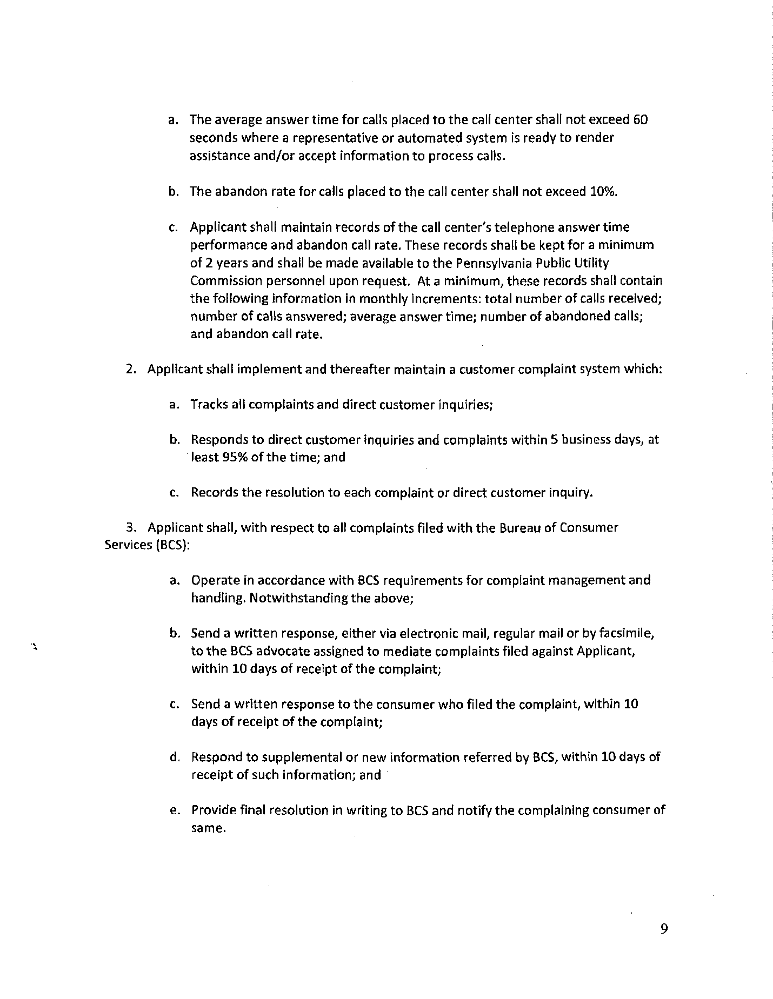 a. The average answer time for calls placed to the call center shall not exceed 60
seconds where a representative or automated system is ready to render
assistance and/or accept information to process calls.
b. The abandon rate for calls placed to the call center shall not exceed 10%.
c. Applicant shall maintain records of the call center's telephone answer time
performance and abandon call rate. These records shall be kept for a minimum
of 2 years and shall be made available to the Pennsylvania Public Utility
Commission personnel upon request. At a minimum, these records shall contain
the following information in monthly increments: total number of calls received;
number of calls answered; average answer time; number of abandoned calls;
and abandon call rate.
2. Applicant shall implement and thereafter maintain a customer complaint system which:
a. Tracks all complaints and direct customer inquiries;
b. Responds to direct customer inquiries and complaints within 5 business days, at
least 95% of the time; and
c. Records the resolution to each complaint or direct customer inquiry.
3. Applicant shall, with respect to all complaints filed with the Bureau of Consumer
Services (BCS):
a. Operate in accordance with BCS requirements for complaint management and
handling. Notwithstanding the above;
b. Send a written response, either via electronic mail, regular mail or by facsimile,
to the BCS advocate assigned to mediate complaints filed against Applicant,
within 10 days of receipt of the complaint;
c. Send a written response to the consumer who filed the complaint, within 10
days of receipt of the complaint;
d. Respond to supplemental or new information referred by BCS, within 10 days of
receipt of such information; and
e. Provide final resolution in writing to BCS and notify the complaining consumer of
same.
9